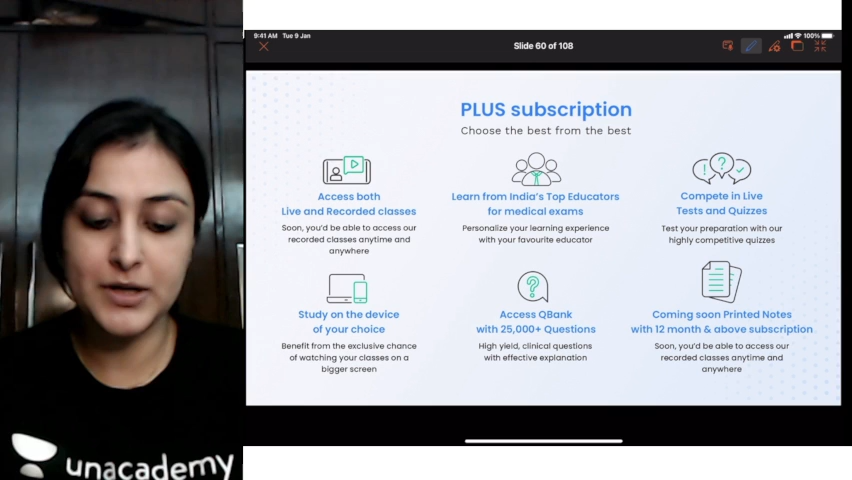 9:41 AM Tue 9 Jan
100%
Slide 60 of 108
PLUS subscription
Choose the best from the best
Access both
Live and Recorded classes
Soon, you'd be able to access our
recorded classes anytime and
anywhere
Learn from India's Top Educators
for medical exams
Personalize your learning experience
with your favourite educator
Compete in Live
Tests and Quizzes
Test your preparation with our
highly competitive quizzes
Study on the device
of your choice
Benefit from the exclusive chance
of watching your classes on a
bigger screen
Access QBank
with 25,000+ Questions
High yield, clinical questions
with effective explanation
Coming soon Printed Notes
with 12 month & above subscription
Soon, you'd be able to access our
recorded classes anytime and
anywhere
unacademy